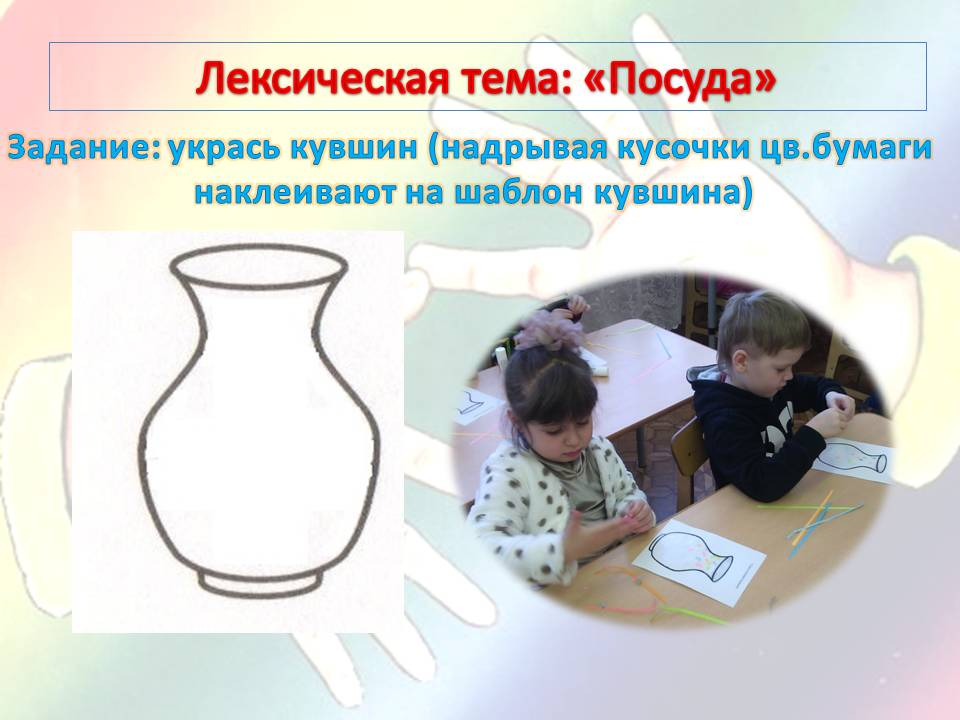 Лексическая тема: «Посуда»
Задание: укрась кувшин (надрывая кусочки цв.бумаги
наклеивают на шаблон кувшина)